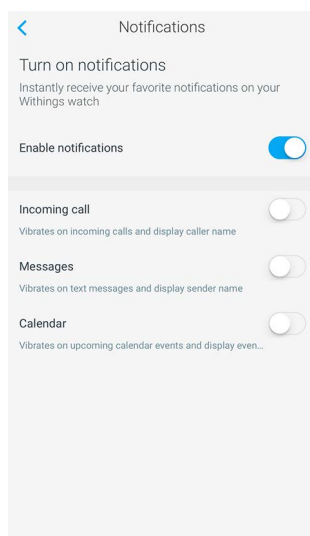 Notifications
Turn on notifications
Instantly receive your favorite notifications on your
Withings watch
Enable notifications
Incoming call
Vibrates on incoming calls and display caller name
Messages
Vibrates on text messages and display sender name
Calendar
Vibrates on upcoming calendar events and display even...